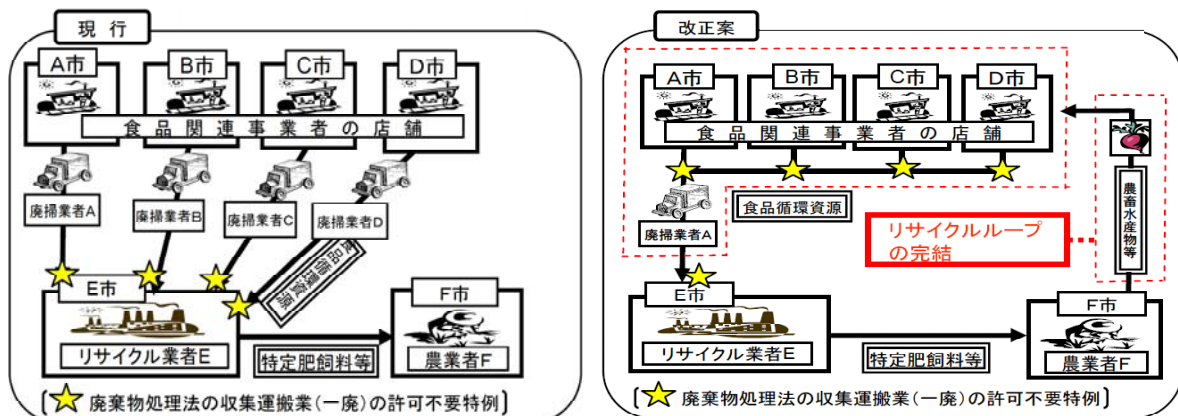 現行
A市
B市
C市
D市
食品関連事業者の店舗
廃掃業者A
廃掃業者B
廃掃業者C
廃掃業者D
食品循環資源
E市
リサイクル業者E
特定肥飼料等
F市
農業者F
〔☆廃棄物処理法の収集運搬業(一廃)の許可不要特例〕
改正案
A市
B市
C市
D市
食品関連事業者の店舗
食品循環資源
廃掃業者A
リサイクルループ
の完結
農畜水産物等
E市
リサイクル業者E
特定肥飼料等
F市
農業者F
〔☆廃棄物処理法の収集運搬業(一廃)の許可不要特例〕